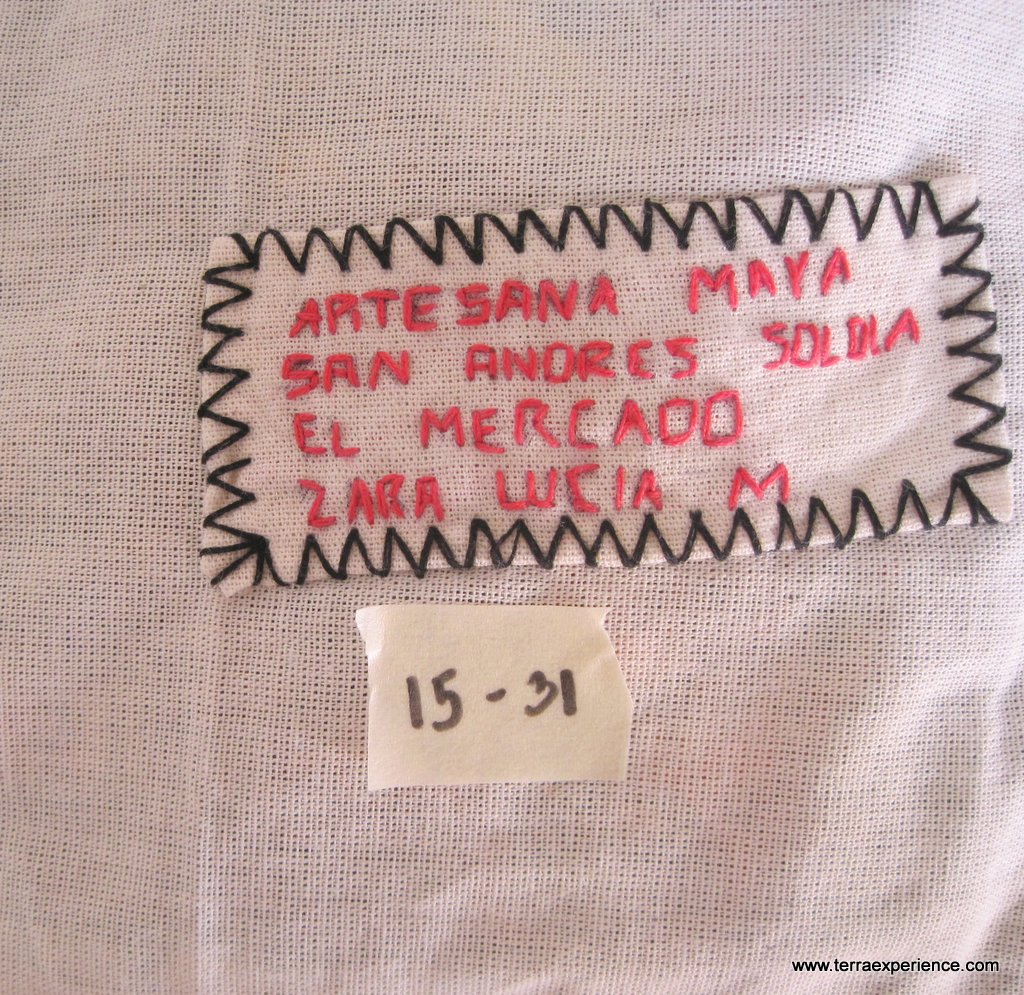 ARTESANA MAYA
SAN ANDRES SOLOLA
EL MERCADO
ZARA LUCIA M
15-31
www.terraexperience.com